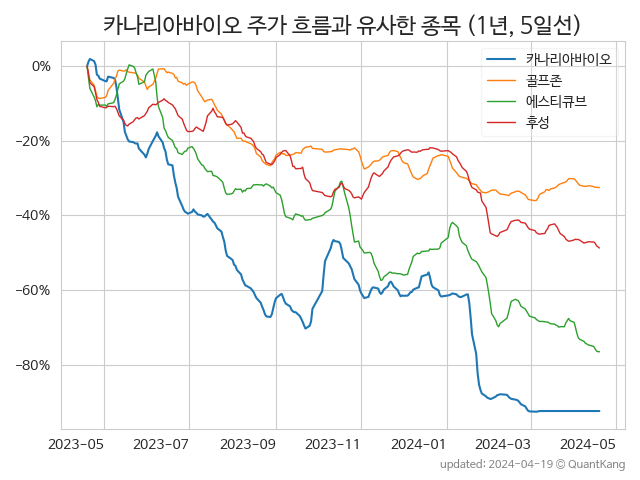 카나리아바이오 주가 흐름과 유사한 종목 (1년, 5일선)
카나리아바이오
골프존
에스티큐브
후성
0%
−20%
−40%
−60%
−80%
2023-05 2023-07 2023-09 2023-11 2024-01 2024-03 2024-05
updated: 2024-04-19 © QuantKang